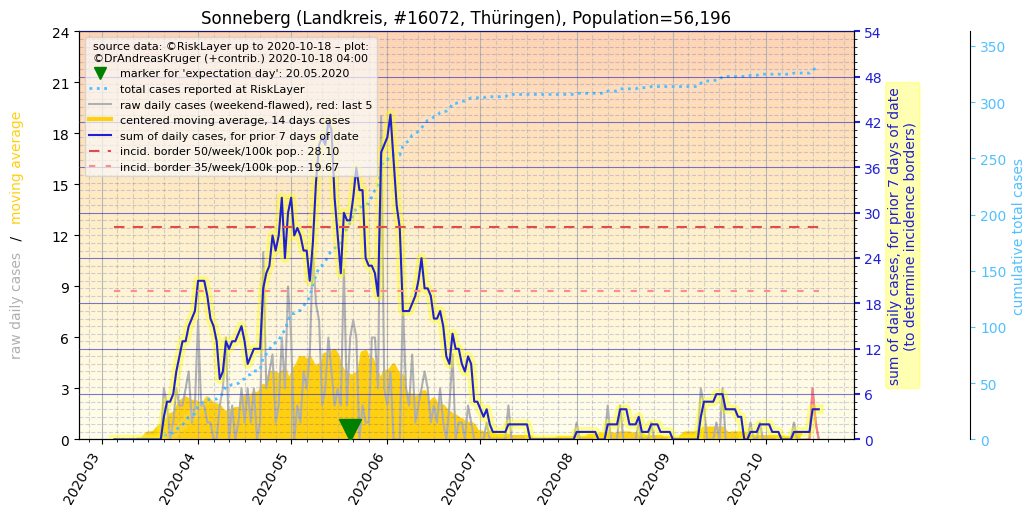 Sonneberg (Landkreis, #16072, Thüringen), Population=56,196
source data: ©RiskLayer up to 2020-10-18 – plot:
©DrAndreasKruger (+contrib.) 2020-10-18 04:00
marker for 'expectation day': 20.05.2020
total cases reported at RiskLayer
raw daily cases (weekend-flawed), red: last 5
centered moving average, 14 days cases
sum of daily cases, for prior 7 days of date
incid. border 50/week/100k pop.: 28.10
incid. border 35/week/100k pop.: 19.67
raw daily cases / moving average
24
21
18
15
12
9
6
3
0
54
48
42
36
30
24
18
12
6
0
sum of daily cases, for prior 7 days of date
(to determine incidence borders)
350
300
250
200
150
100
50
0
cumulative total cases
2020-03
2020-04
2020-05
2020-06
2020-07
2020-08
2020-09
2020-10